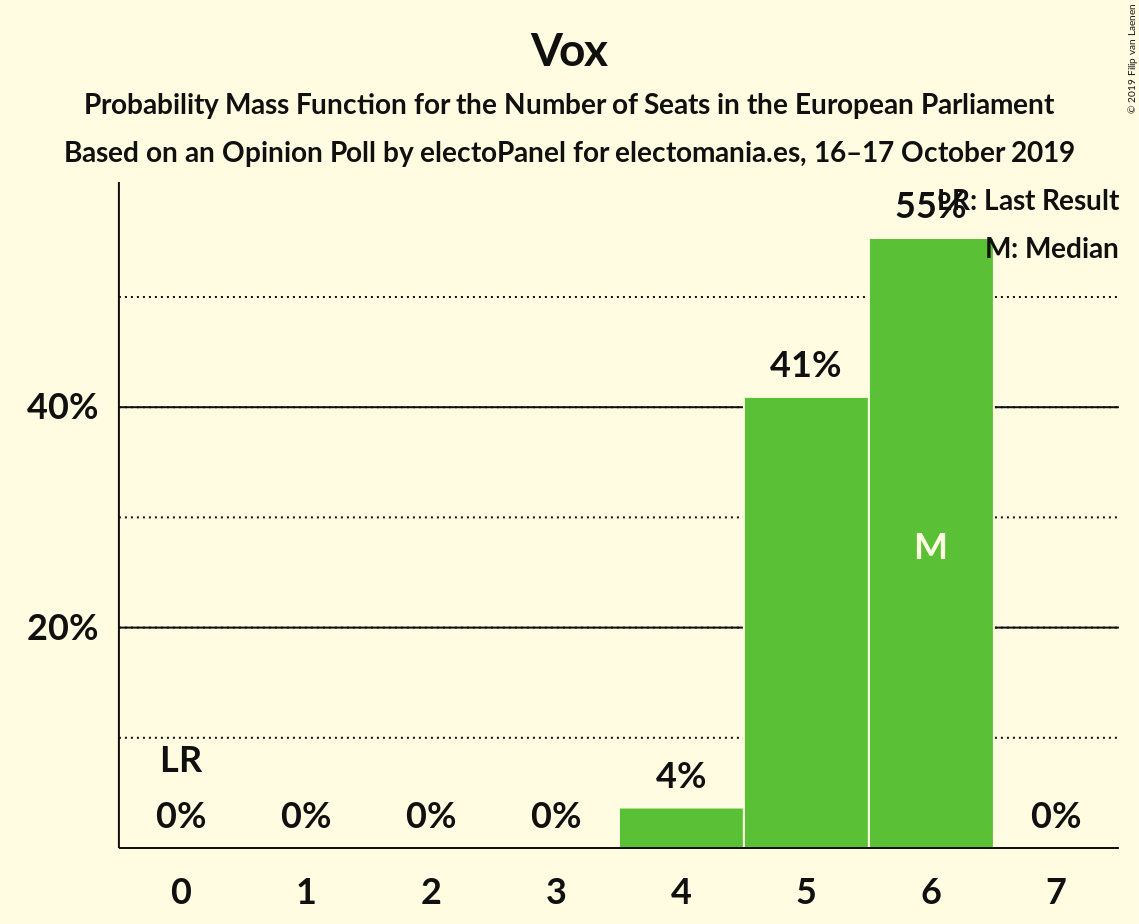 Vox
Probability Mass Function for the Number of Seats in the European Parliament
Based on an Opinion Poll by electoPanel for electomania.es, 16–17 October 2019
© 2019 Filip van Laenen
LR: Last Result
M: Median
55%
41%
40%
M
20%
LR
4%
0% 0% 0% 0% 0%
0 1 2 3 4 5 6 7